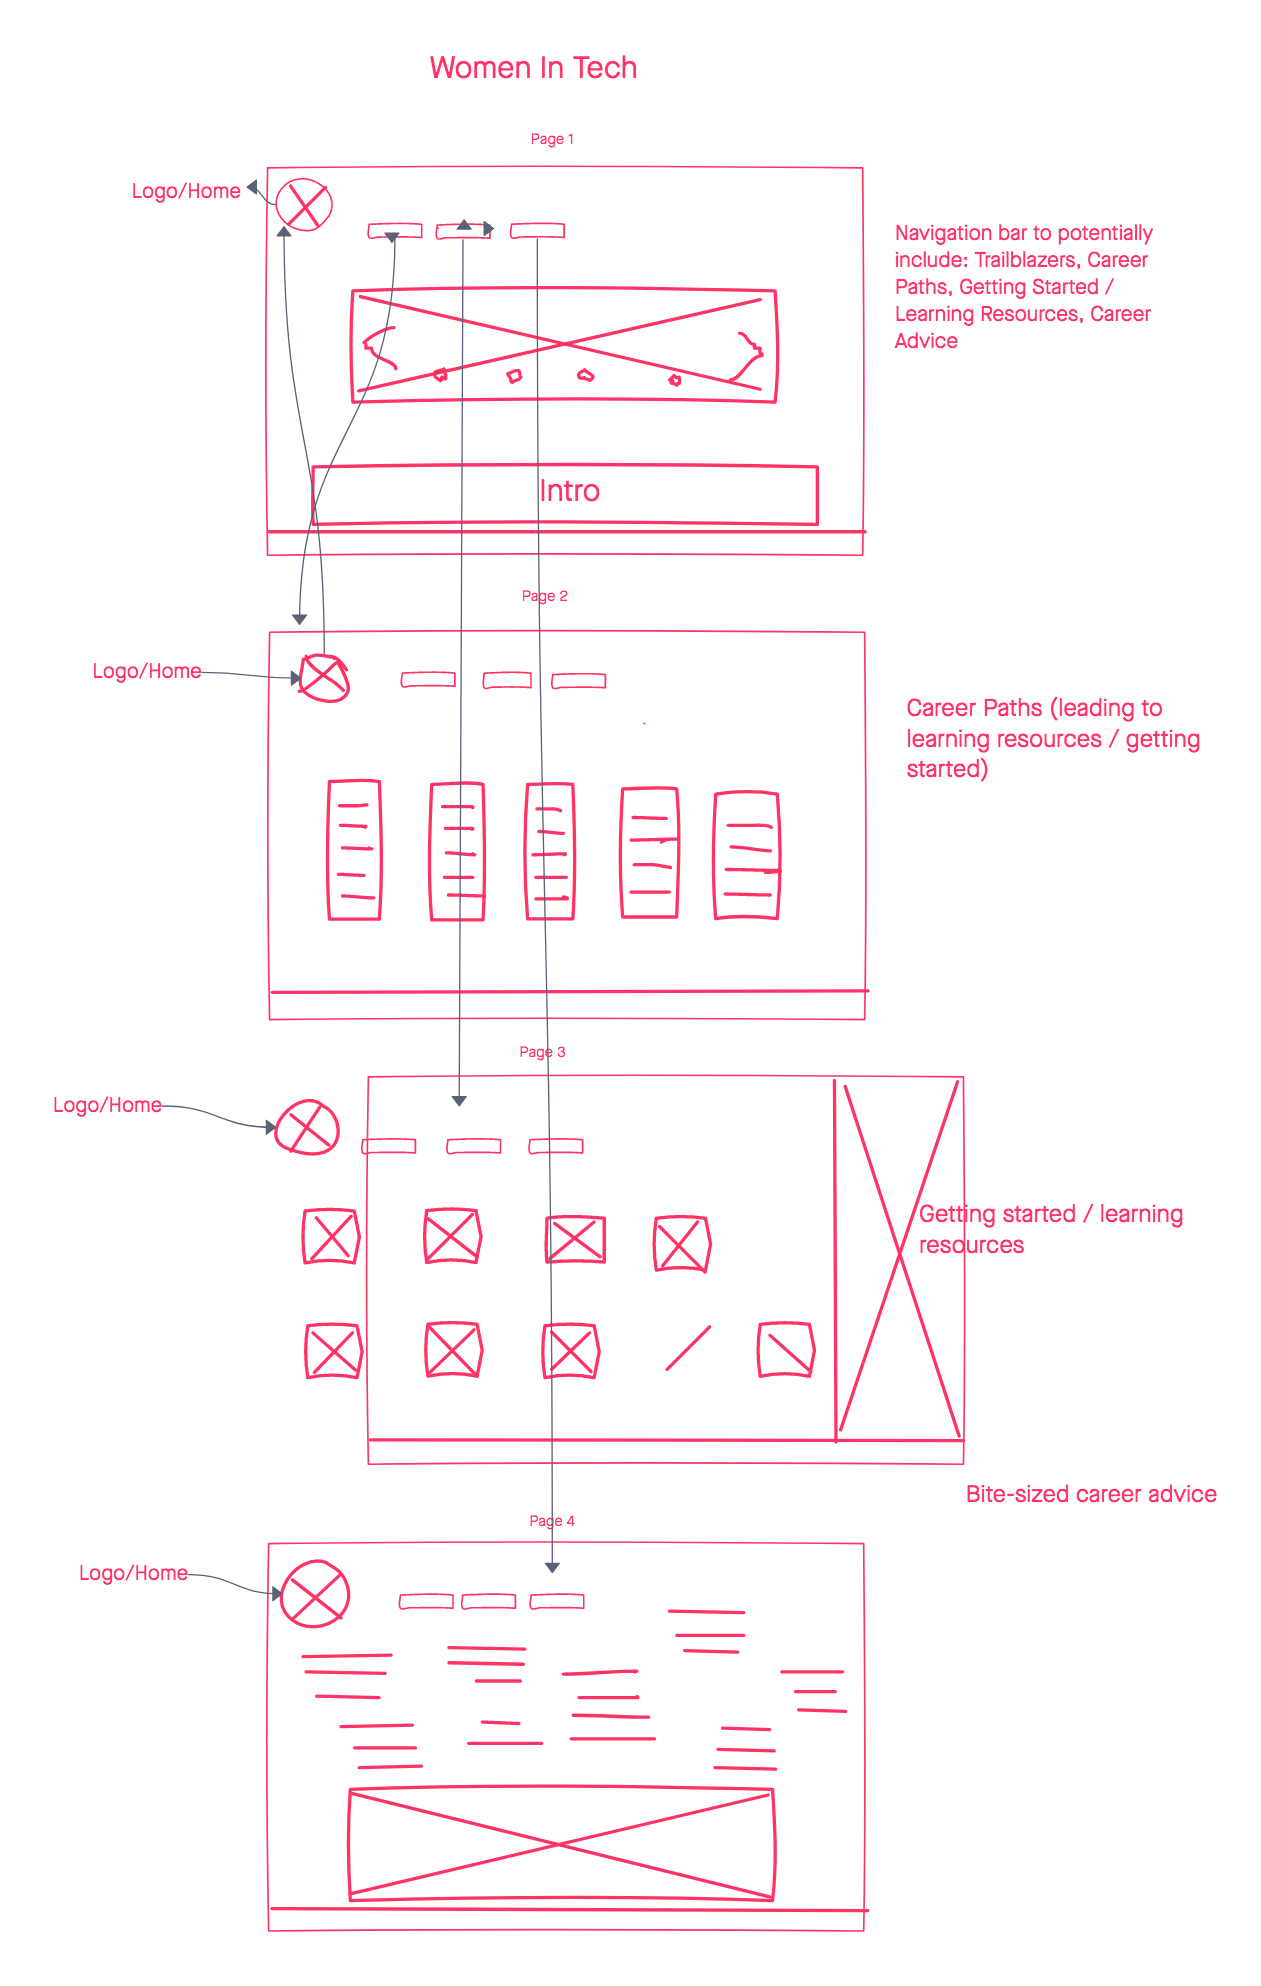 Women In Tech
Page 1
Logo/Home
Navigation bar to potentially
include: Trailblazers, Career
Paths, Getting Started /
Learning Resources, Career
Advice
Intro
Page 2
Logo/Home
Career Paths (leading to
learning resources / getting
started)
Page 3
Logo/Home
Getting started / learning
resources
Bite-sized career advice
Page 4
Logo/Home